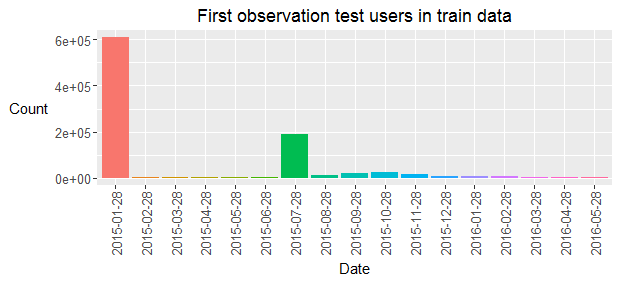 First observation test users in train data
Count
6e+05
4e+05
2e+05
0e+00
2015-01-28
2015-02-28
2015-03-28
2015-04-28
2015-05-28
2015-06-28
2015-07-28
2015-08-28
2015-09-28
2015-10-28
2015-11-28
2015-12-28
2016-01-28
2016-02-28
2016-03-28
2016-04-28
2016-05-28
Date